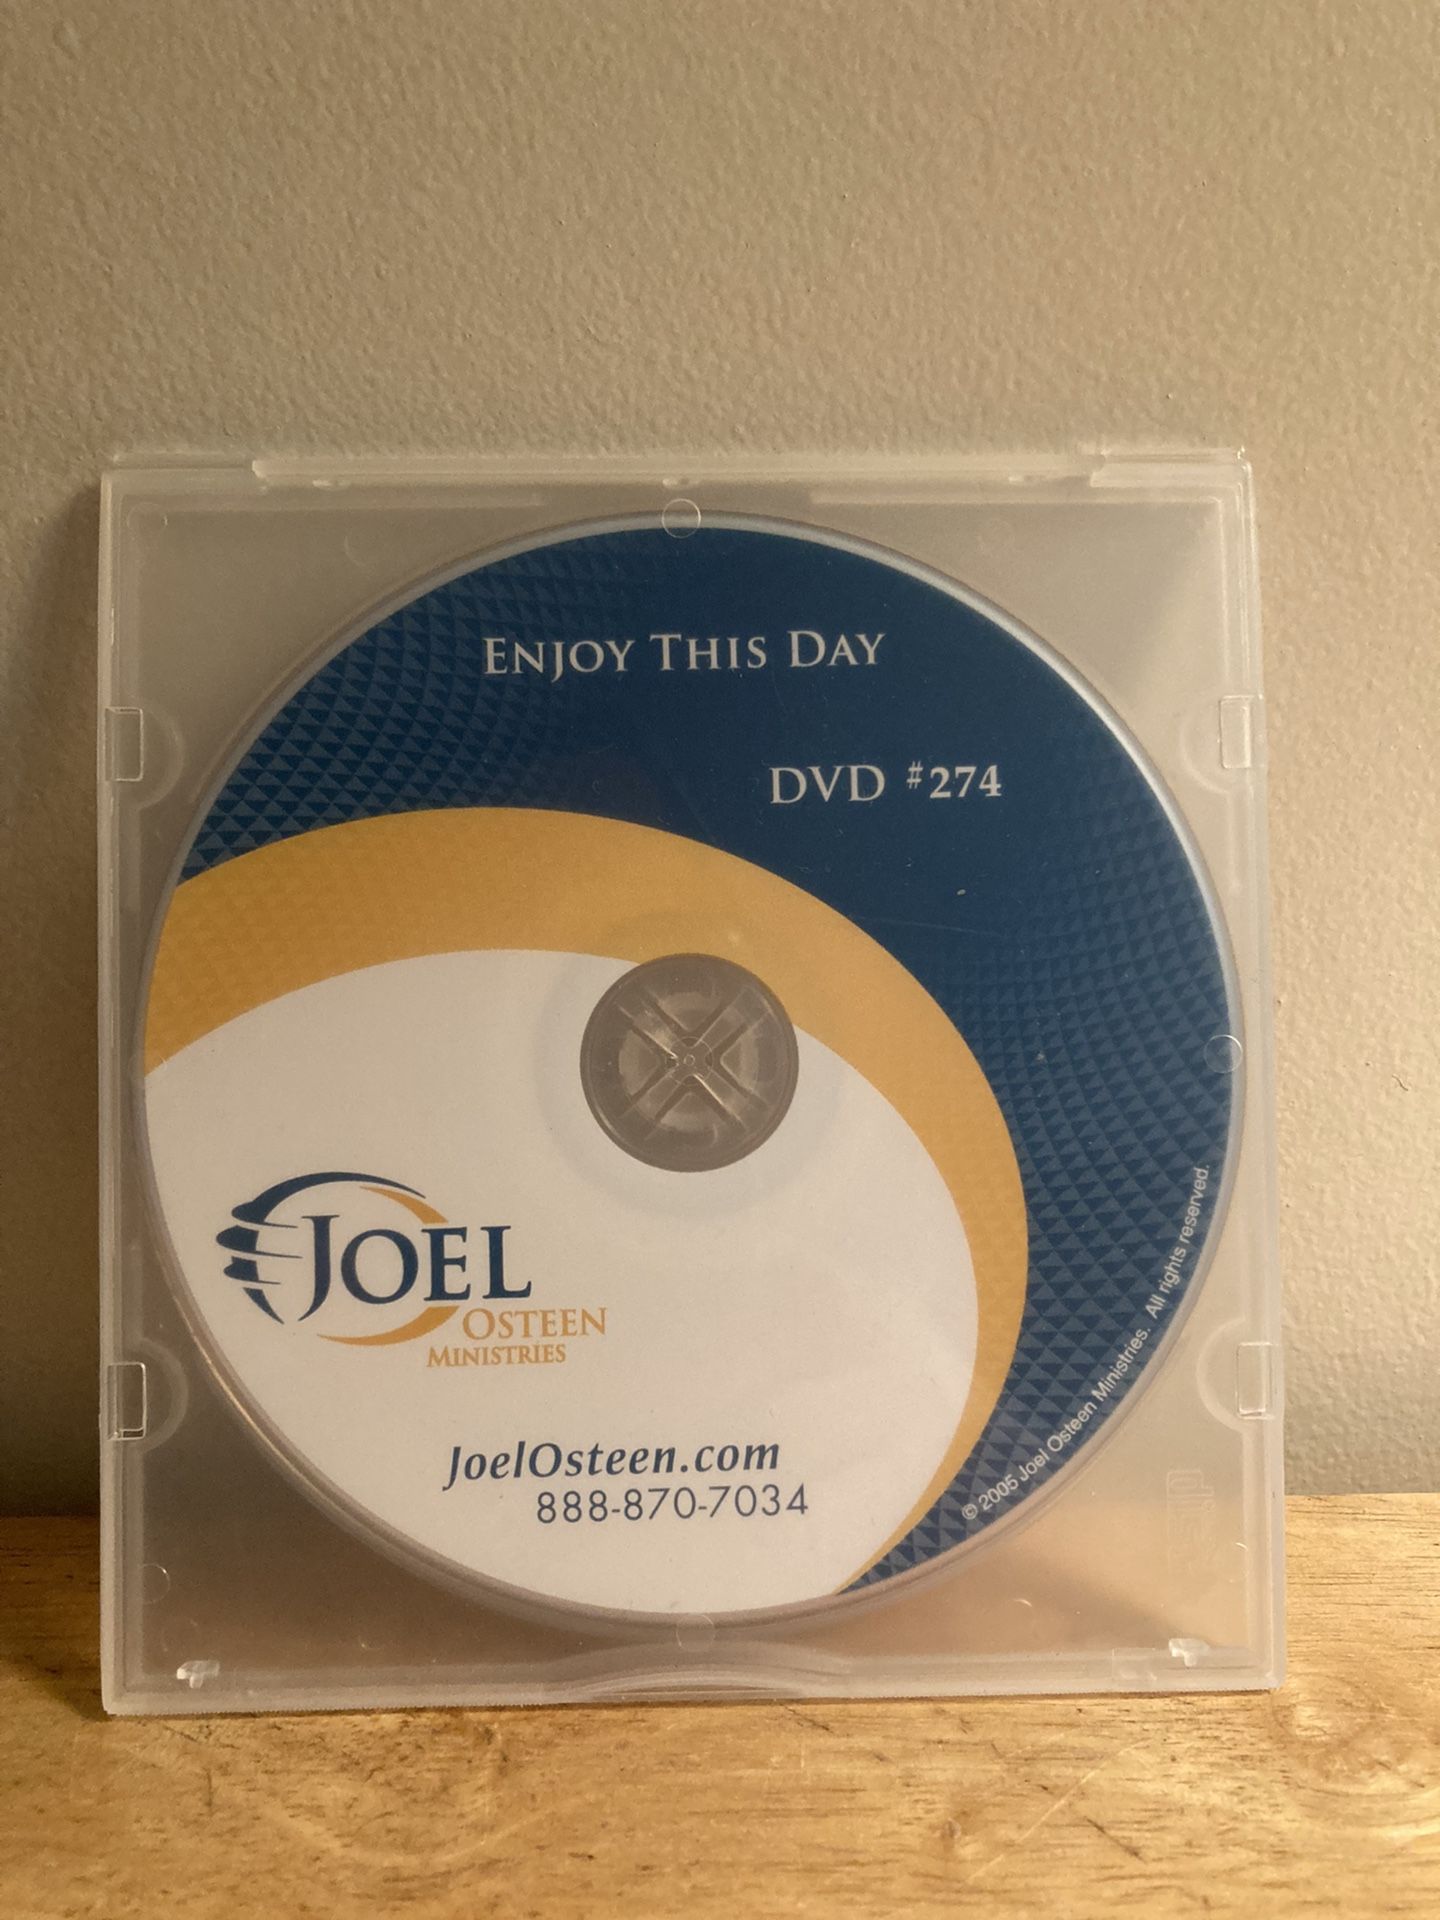 Enjoy This Day
DVD #274
Joel
Osteen
Ministries
JoelOsteen.com
888-870-7034
© 2005 Joel Osteen Ministries. All rights reserved.